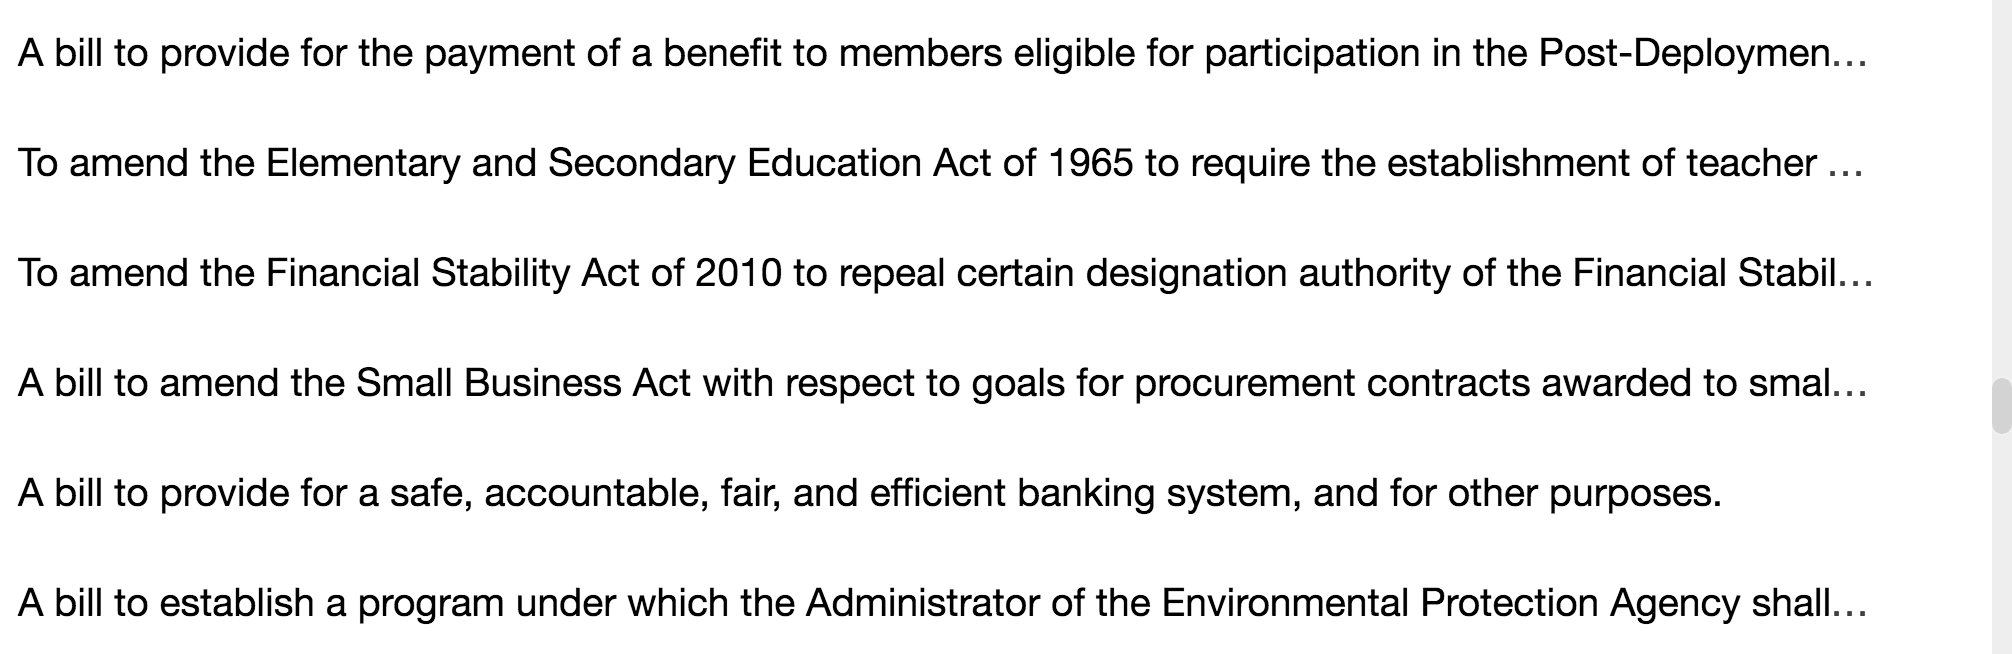 A bill to provide for the payment of a benefit to members eligible for participation in the Post-Deploymen...
To amend the Elementary and Secondary Education Act of 1965 to require the establishment of teacher ...
To amend the Financial Stability Act of 2010 to repeal certain designation authority of the Financial Stabil...
A bill to amend the Small Business Act with respect to goals for procurement contracts awarded to smal...
A bill to provide for a safe, accountable, fair, and efficient banking system, and for other purposes.
A bill to establish a program under which the Administrator of the Environmental Protection Agency shall...